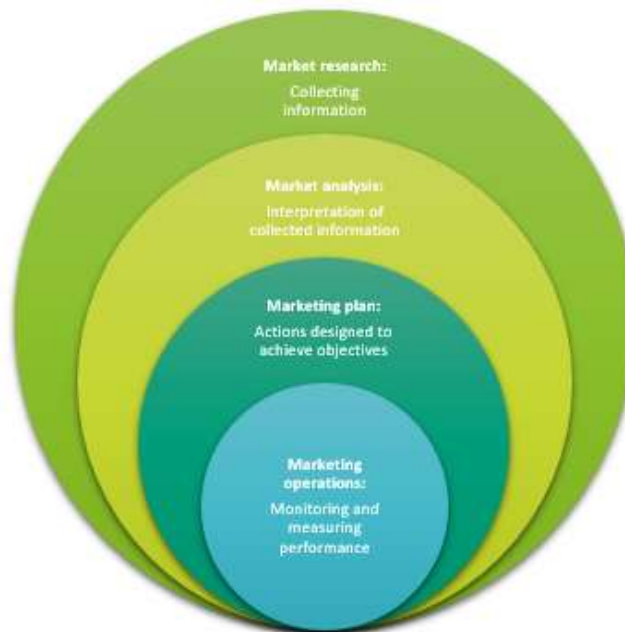 Market research:
Collecting
information
Market analysis:
Interpretation of
collected information
Marketing plan:
Actions designed to
achieve objectives
Marketing
operations:
Monitoring and
measuring
performance